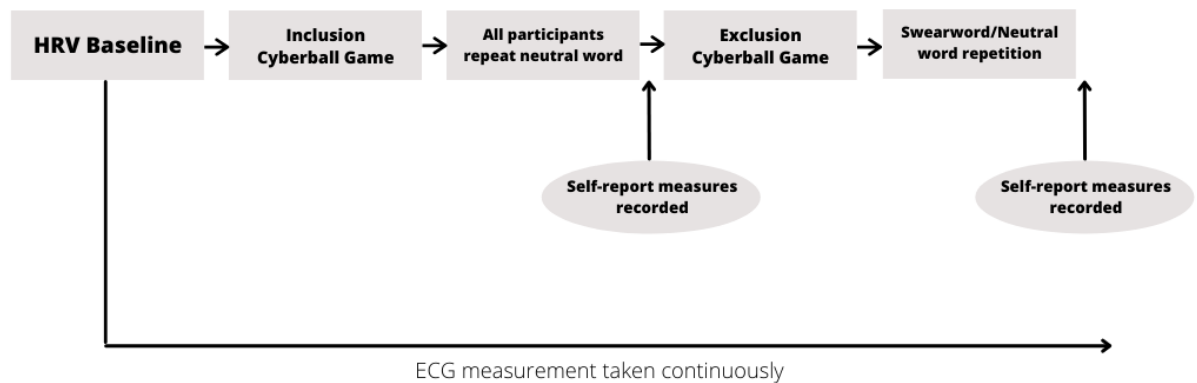 HRV Baseline
Inclusion
Cyberball Game
All participants
repeat neutral word
Exclusion
Cyberball Game
Swearword/Neutral
word repetition
Self-report measures
recorded
Self-report measures
recorded
ECG measurement taken continuously